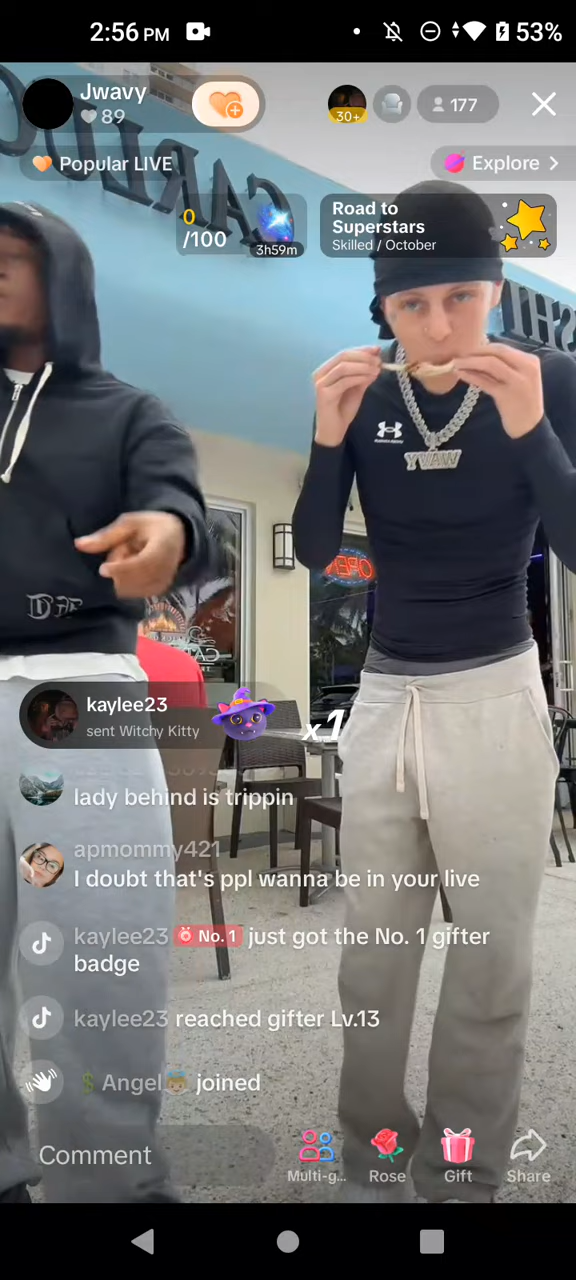 2:56 PM
53%
Jwavy
89
30+
177
Popular LIVE
Explore
CARLUC
0
/100
3h59m
Road to
Superstars
Skilled / October
SHI
WAVY
OPEN
kaylee23
sent Witchy Kitty
x1
lady behind is trippin
apmommy421
I doubt that's ppl wanna be in your live
kaylee23 No. 1 just got the No. 1 gifter
badge
kaylee23 reached gifter Lv.13
$ Angel👼 joined
Comment
Multi-g...
Rose
Gift
Share